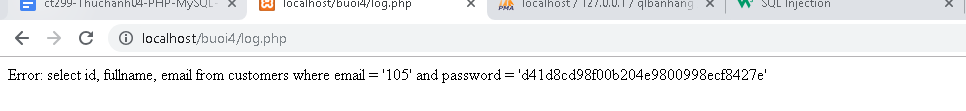 ct299-Thuchanh04-PHP-MySQL-
localhost/buoi4/log.php
localhost / 127.0.0.1 / qlbanhang
SQL Injection
localhost/buoi4/log.php
Error: select id, fullname, email from customers where email = '105' and password = 'd41d8cd98f00b204e9800998ecf8427e'